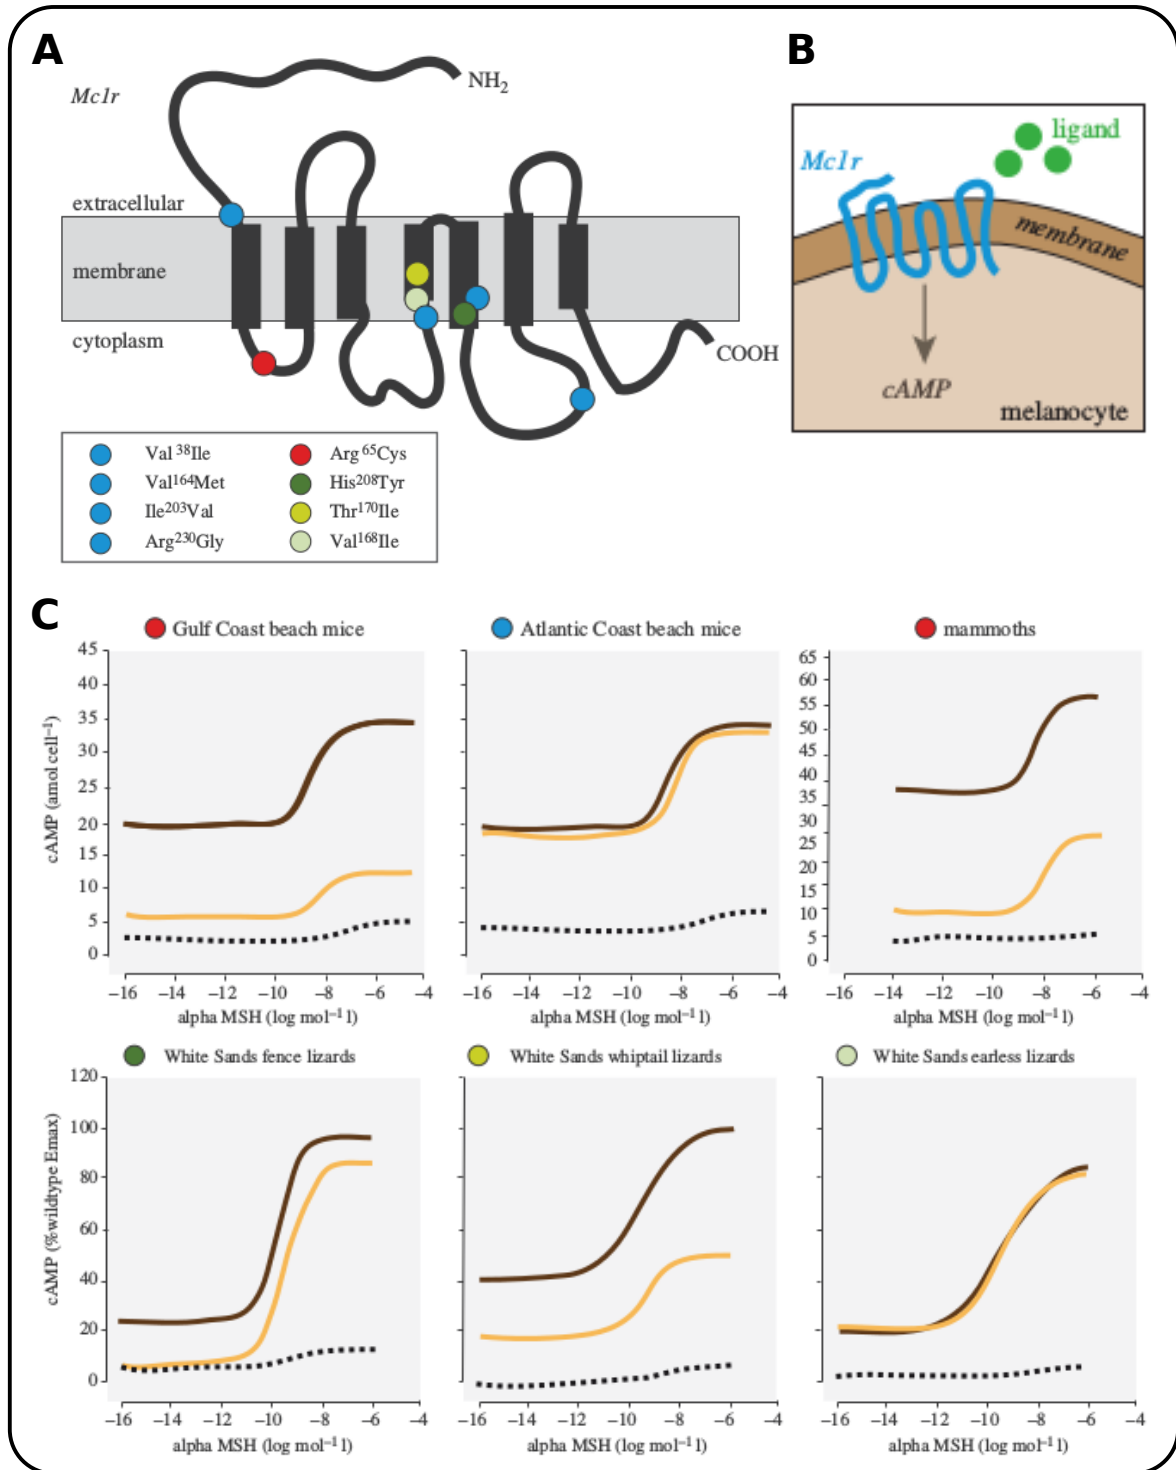 A
Mc1r
NH2
extracellular
membrane
cytoplasm
COOH
Val 38Ile
Val164Met
Ile203Val
Arg230Gly
Arg 65Cys
His208Tyr
Thr170Ile
Val168Ile
B
ligand
Mc1r
membrane
cAMP
melanocyte
C
Gulf Coast beach mice
Atlantic Coast beach mice
mammoths
cAMP (amol cell–1)
45
40
35
30
25
20
15
10
5
0
65
60
55
50
45
40
35
30
25
20
15
10
5
0
–16 –14 –12 –10 –8 –6 –4
–16 –14 –12 –10 –8 –6 –4
–16 –14 –12 –10 –8 –6 –4
alpha MSH (log mol–1 l)
alpha MSH (log mol–1 l)
alpha MSH (log mol–1 l)
White Sands fence lizards
White Sands whiptail lizards
White Sands earless lizards
cAMP (%wildtype Emax)
120
100
80
60
40
20
0
–16 –14 –12 –10 –8 –6 –4
–16 –14 –12 –10 –8 –6 –4
–16 –14 –12 –10 –8 –6 –4
alpha MSH (log mol–1 l)
alpha MSH (log mol–1 l)
alpha MSH (log mol–1 l)